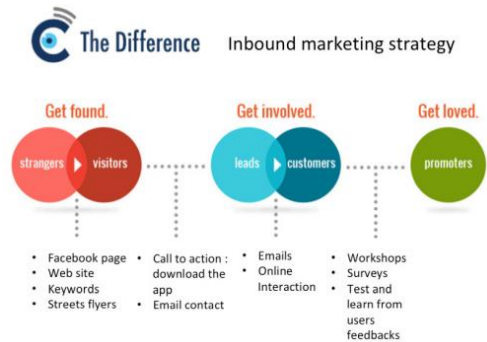 The Difference
Inbound marketing strategy
Get found.
Get involved.
Get loved.
strangers
visitors
leads
customers
promoters
• Facebook page
• Web site
• Keywords
• Streets flyers
• Call to action :
download the
app
• Email contact
• Emails
• Online
Interaction
• Workshops
• Surveys
• Test and
learn from
users
feedbacks